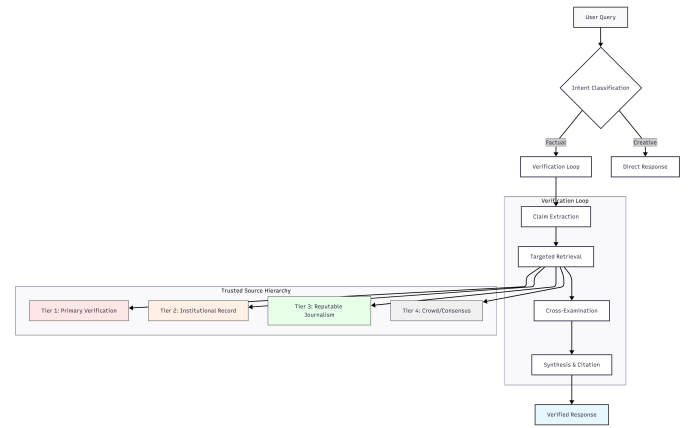 User Query
Intent Classification
Factual
Creative
Verification Loop
Direct Response
Verification Loop
Claim Extraction
Targeted Retrieval
Trusted Source Hierarchy
Tier 1: Primary Verification
Tier 2: Institutional Record
Tier 3: Reputable
Journalism
Tier 4: Crowd/Consensus
Cross-Examination
Synthesis & Citation
Verified Response